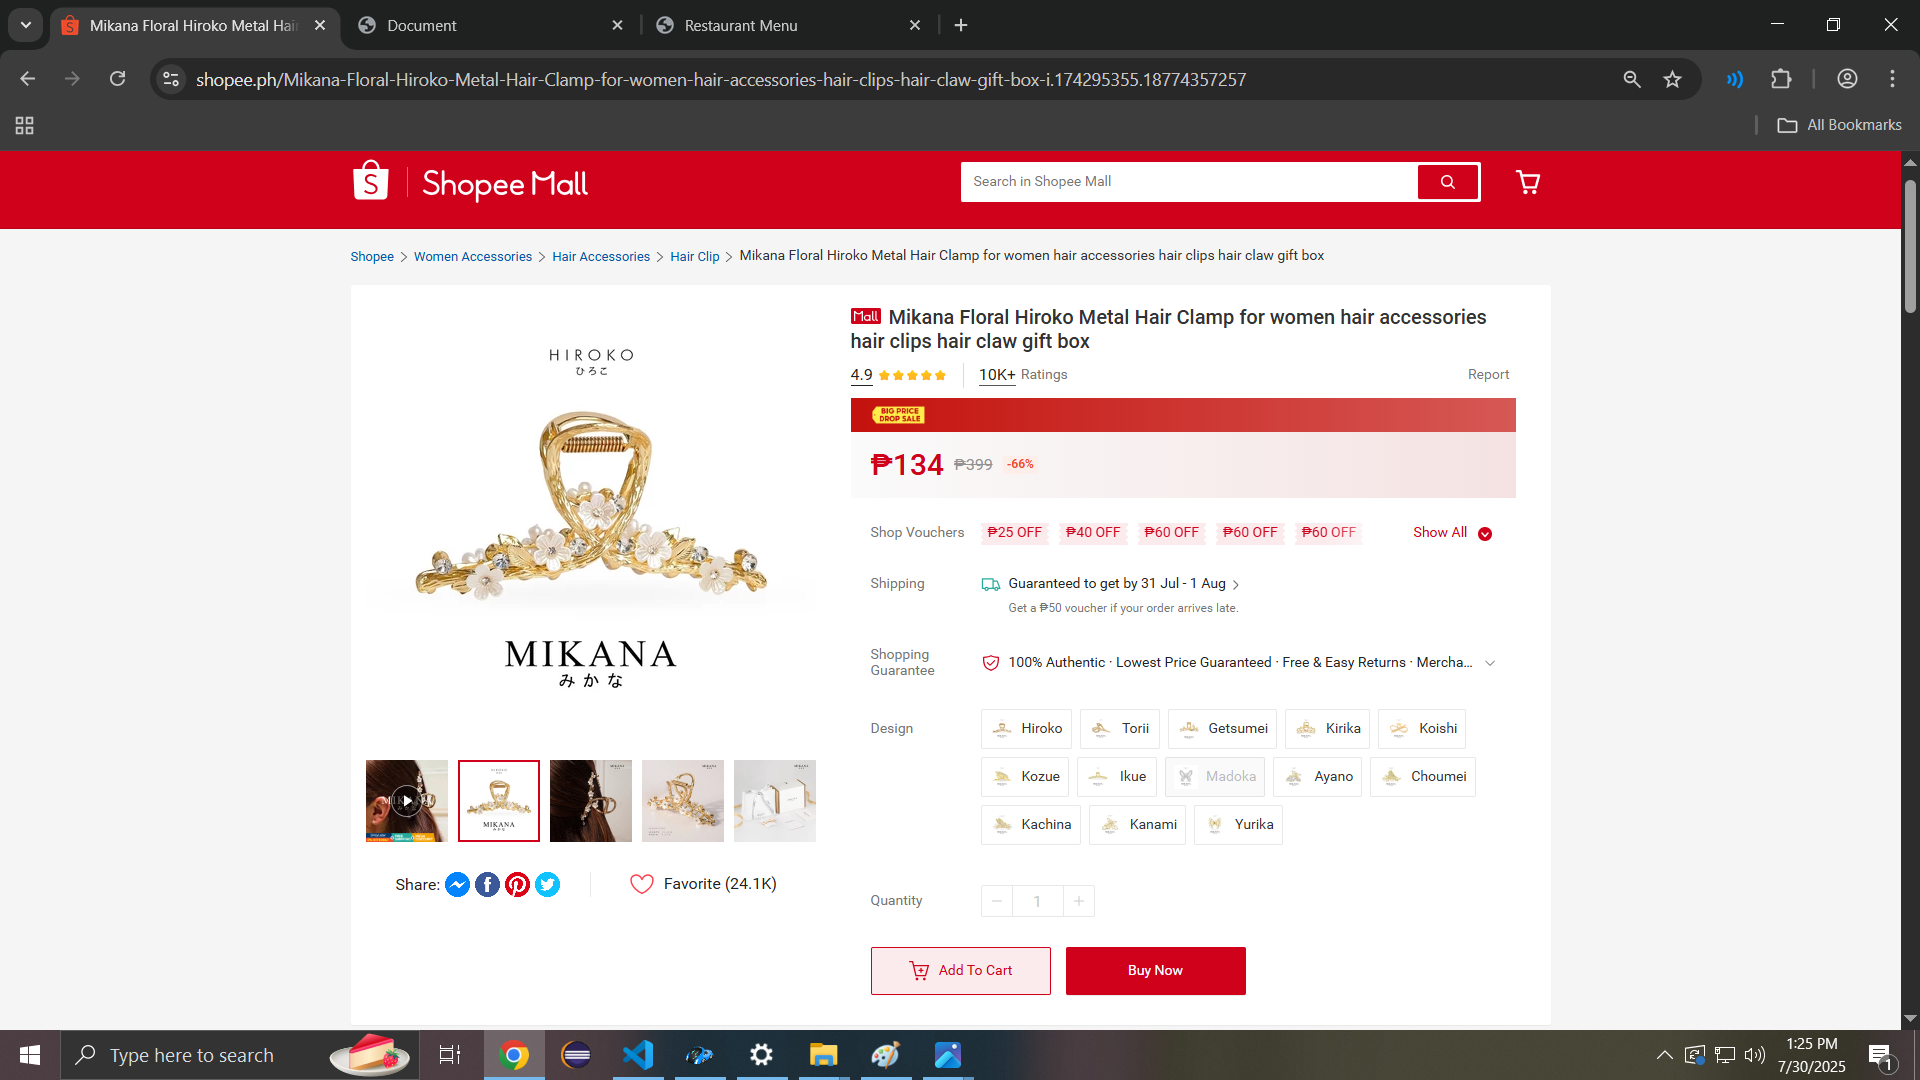 Mikana Floral Hiroko Metal Hair
Document
Restaurant Menu
shopee.ph/Mikana-Floral-Hiroko-Metal-Hair-Clamp-for-women-hair-accessories-hair-clips-hair-claw-gift-box-i.174295355.18774357257
All Bookmarks
Shopee Mall
Search in Shopee Mall
Shopee > Women Accessories > Hair Accessories > Hair Clip > Mikana Floral Hiroko Metal Hair Clamp for women hair accessories hair clips hair claw gift box
HIROKO
ひろこ
MIKANA
みかな
Share:
Favorite (24.1K)
Mall Mikana Floral Hiroko Metal Hair Clamp for women hair accessories
hair clips hair claw gift box
4.9
10K+ Ratings
Report
BIG PRICE
DROP SALE
₱134 ₱399 -66%
Shop Vouchers ₱25 OFF ₱40 OFF ₱60 OFF ₱60 OFF ₱60 OFF Show All
Shipping Guaranteed to get by 31 Jul - 1 Aug
Get a ₱50 voucher if your order arrives late.
Shopping
Guarantee
100% Authentic · Lowest Price Guaranteed · Free & Easy Returns · Mercha...
Design Hiroko Torii Getsumei Kirika Koishi
Kozue Ikue Madoka Ayano Choumei
Kachina Kanami Yurika
Quantity 1
Add To Cart Buy Now
Type here to search
1:25 PM
7/30/2025
1